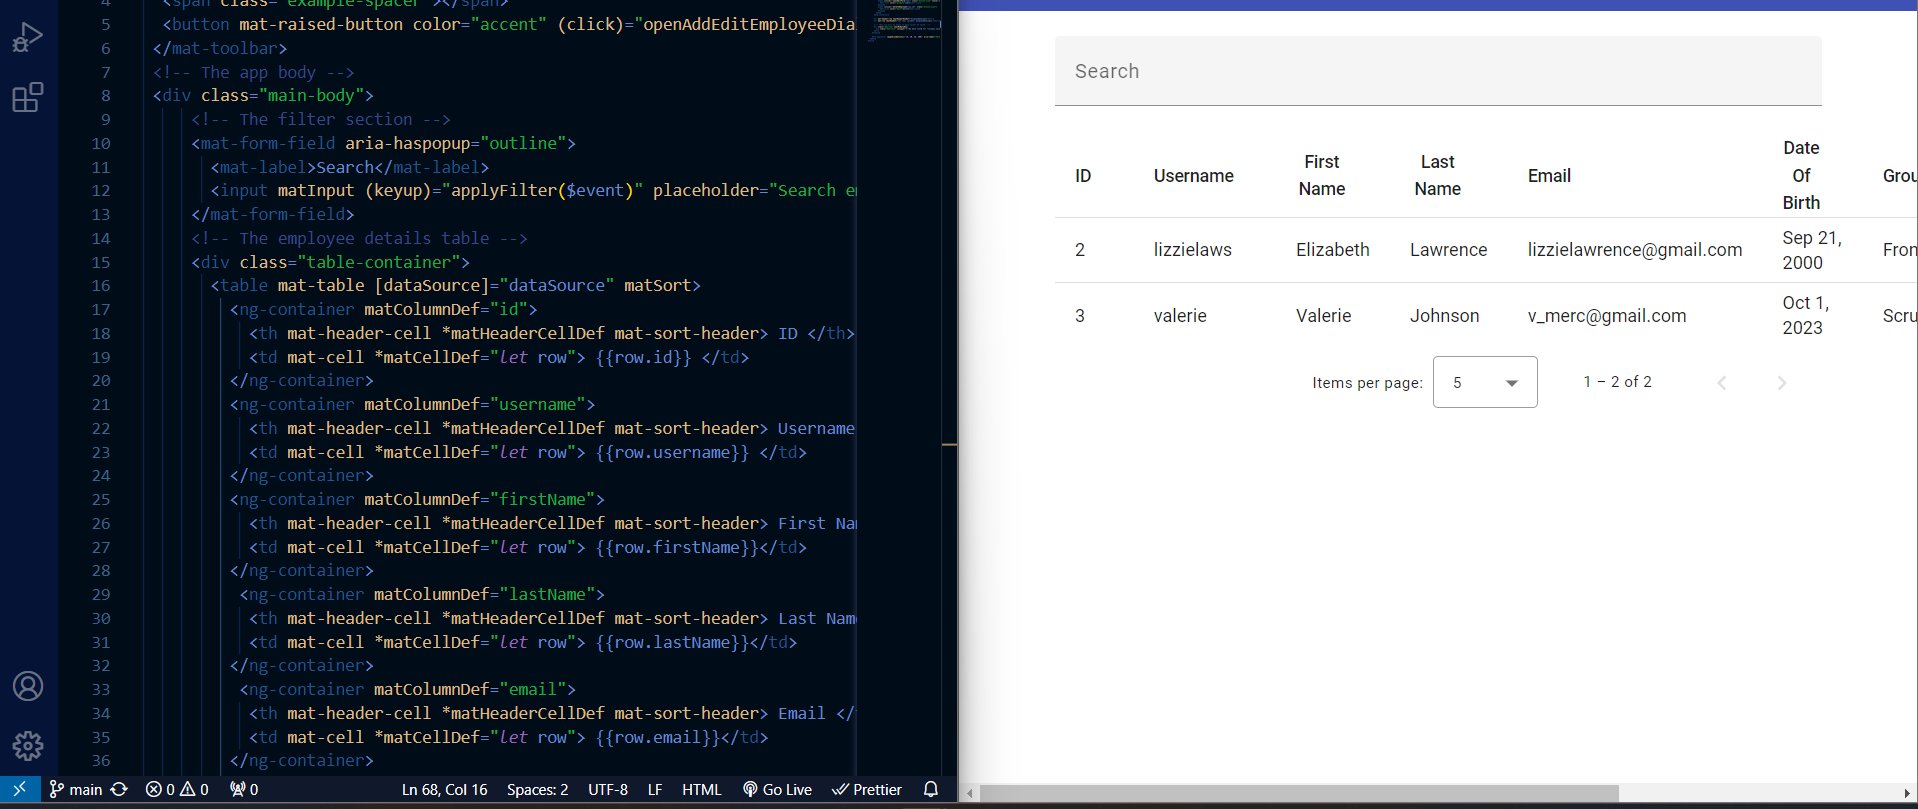 4 <span class="example-spacer"></span>
5 <button mat-raised-button color="accent" (click)="openAddEditEmployeeDia
6 </mat-toolbar>
7 <!-- The app body -->
8 <div class="main-body">
9 <!-- The filter section -->
10 <mat-form-field aria-haspopup="outline">
11 <mat-label>Search</mat-label>
12 <input matInput (keyup)="applyFilter($event)" placeholder="Search em
13 </mat-form-field>
14 <!-- The employee details table -->
15 <div class="table-container">
16 <table mat-table [dataSource]="dataSource" matSort>
17 <ng-container matColumnDef="id">
18 <th mat-header-cell *matHeaderCellDef mat-sort-header> ID </th>
19 <td mat-cell *matCellDef="let row"> {{row.id}} </td>
20 </ng-container>
21 <ng-container matColumnDef="username">
22 <th mat-header-cell *matHeaderCellDef mat-sort-header> Username
23 <td mat-cell *matCellDef="let row"> {{row.username}} </td>
24 </ng-container>
25 <ng-container matColumnDef="firstName">
26 <th mat-header-cell *matHeaderCellDef mat-sort-header> First Na
27 <td mat-cell *matCellDef="let row"> {{row.firstName}}</td>
28 </ng-container>
29 <ng-container matColumnDef="lastName">
30 <th mat-header-cell *matHeaderCellDef mat-sort-header> Last Nam
31 <td mat-cell *matCellDef="let row"> {{row.lastName}}</td>
32 </ng-container>
33 <ng-container matColumnDef="email">
34 <th mat-header-cell *matHeaderCellDef mat-sort-header> Email </
35 <td mat-cell *matCellDef="let row"> {{row.email}}</td>
36 </ng-container>
main 0 0 0 Ln 68, Col 16 Spaces: 2 UTF-8 LF HTML Go Live Prettier
Search
ID Username First Name Last Name Email Date Of Birth Grou
2 lizzielaws Elizabeth Lawrence lizzielawrence@gmail.com Sep 21, 2000 Fron
3 valerie Valerie Johnson v_merc@gmail.com Oct 1, 2023 Scru
Items per page: 5 1 – 2 of 2